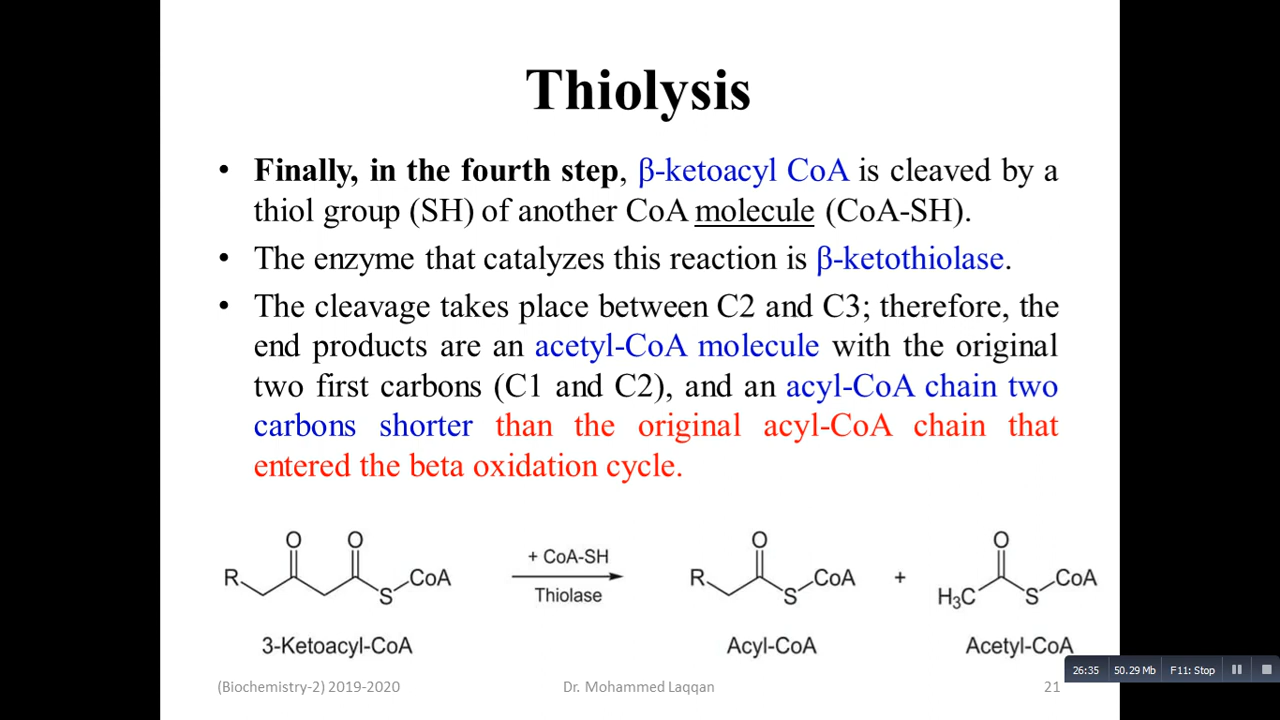 Thiolysis
• Finally, in the fourth step, β-ketoacyl CoA is cleaved by a
thiol group (SH) of another CoA molecule (CoA-SH).
• The enzyme that catalyzes this reaction is β-ketothiolase.
• The cleavage takes place between C2 and C3; therefore, the
end products are an acetyl-CoA molecule with the original
two first carbons (C1 and C2), and an acyl-CoA chain two
carbons shorter than the original acyl-CoA chain that
entered the beta oxidation cycle.
O O O O
+ CoA-SH
R S CoA R S CoA + H₃C S CoA
Thiolase
3-Ketoacyl-CoA Acyl-CoA Acetyl-CoA
26:35 50.29 Mb F11: Stop
(Biochemistry-2) 2019-2020 Dr. Mohammed Laqqan 21